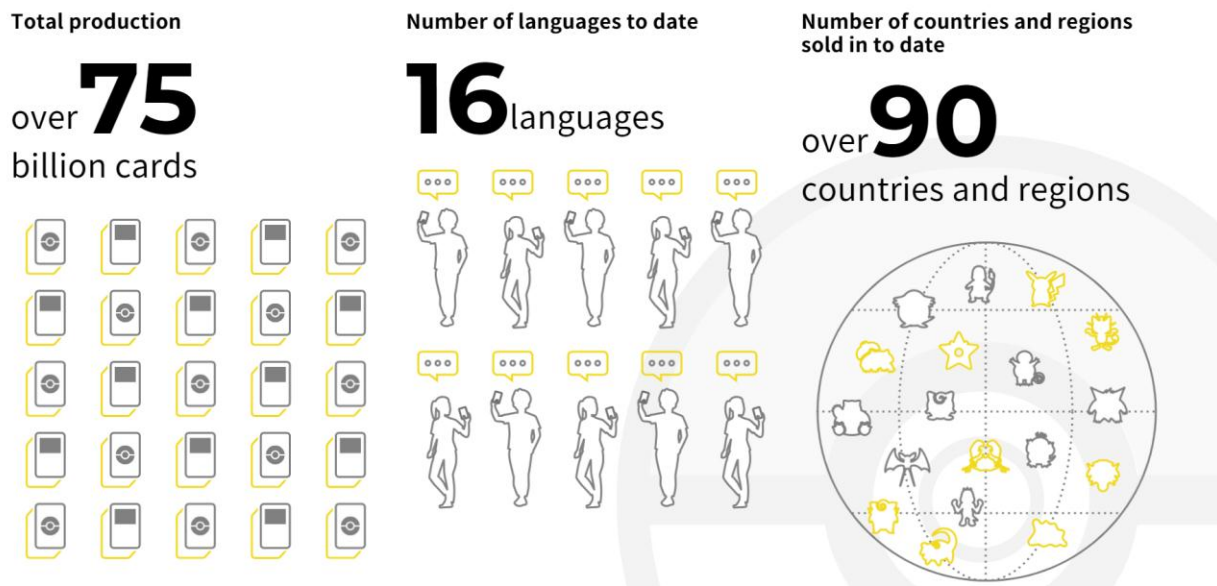 Total production
over 75
billion cards
Number of languages to date
16 languages
Number of countries and regions
sold in to date
over 90
countries and regions